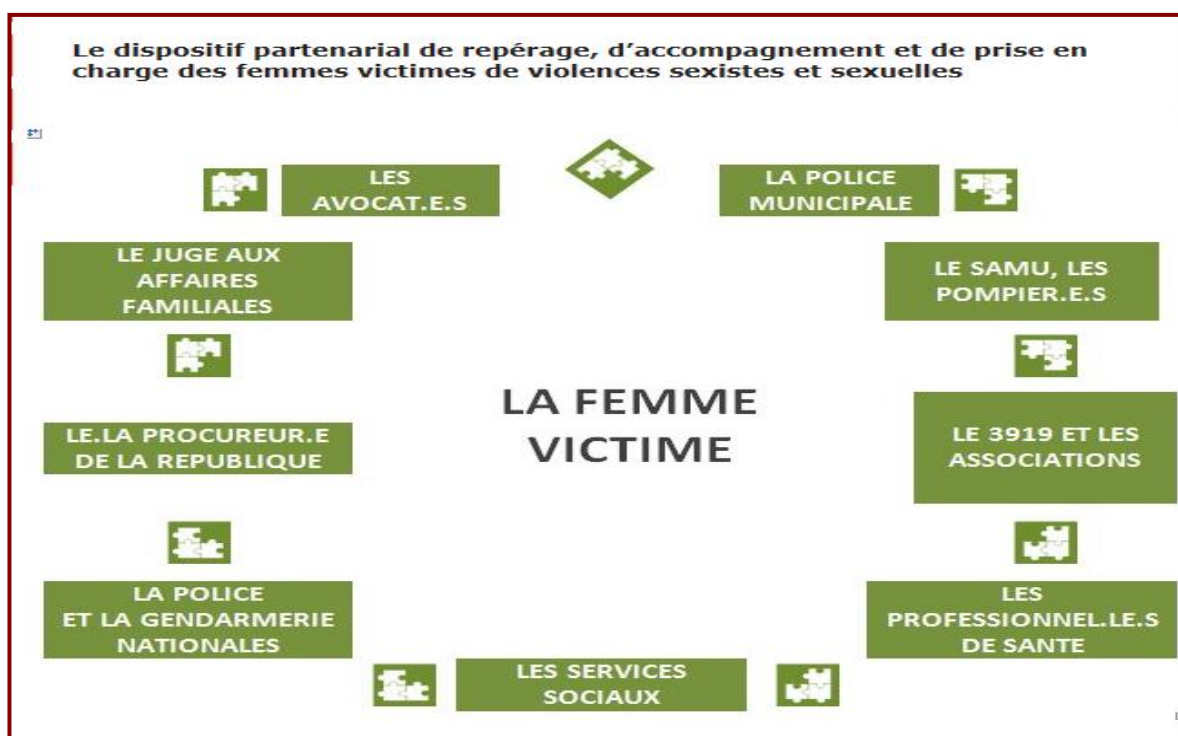 Le dispositif partenarial de repérage, d'accompagnement et de prise en
charge des femmes victimes de violences sexistes et sexuelles
LES
AVOCAT.E.S
LA POLICE
MUNICIPALE
LE JUGE AUX
AFFAIRES
FAMILIALES
LE SAMU, LES
POMPIER.E.S
LA FEMME
VICTIME
LE.LA PROCUREUR.E
DE LA REPUBLIQUE
LE 3919 ET LES
ASSOCIATIONS
LA POLICE
ET LA GENDARMERIE
NATIONALES
LES
PROFESSIONNEL.LE.S
DE SANTE
LES SERVICES
SOCIAUX